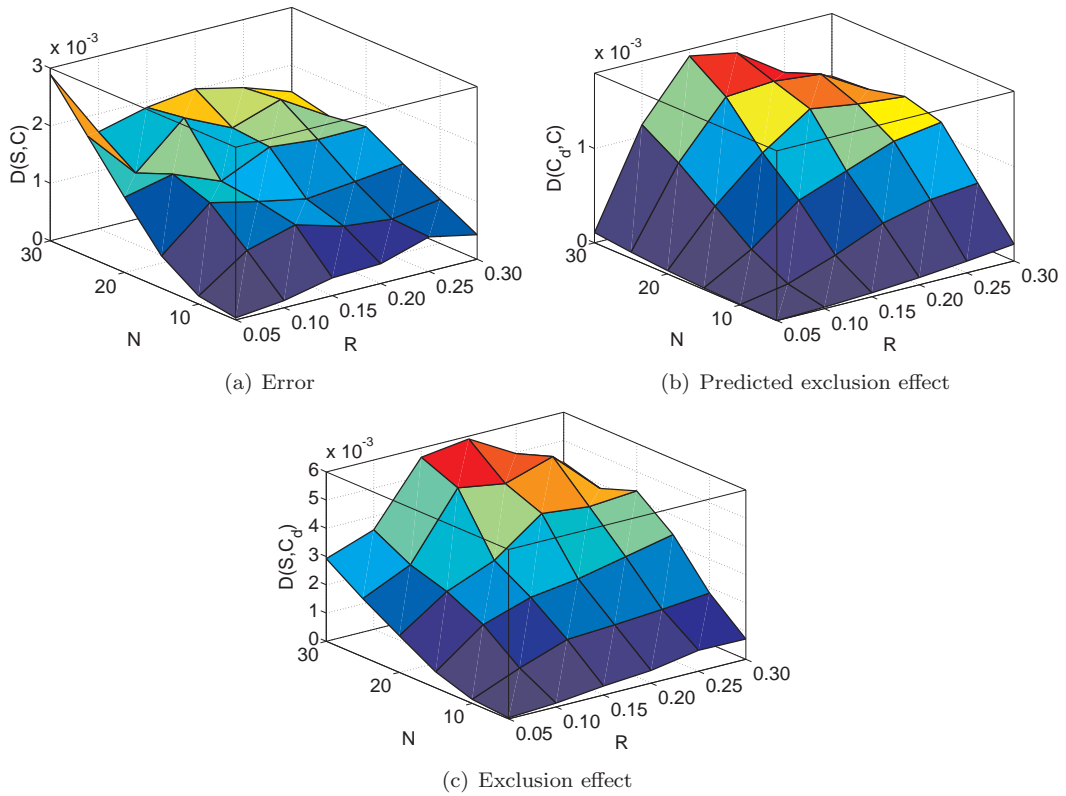 x 10^-3
3
2
1
0
D(S,C)
30
20
10
N
0.05
0.10
0.15
0.20
0.25
0.30
R
(a) Error
x 10^-3
1
0
D(C_d,C)
30
20
10
N
0.05
0.10
0.15
0.20
0.25
0.30
R
(b) Predicted exclusion effect
x 10^-3
6
5
4
3
2
1
0
D(S,C_d)
30
20
10
N
0.05
0.10
0.15
0.20
0.25
0.30
R
(c) Exclusion effect